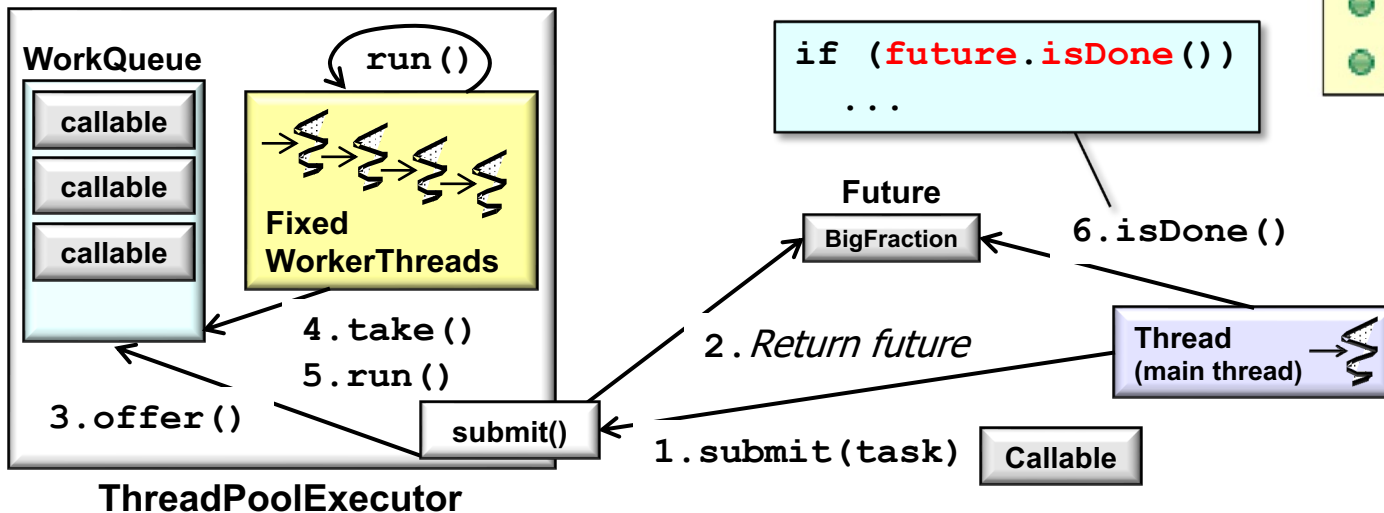 WorkQueue
callable
callable
callable
run()
Fixed
WorkerThreads
4.take()
5.run()
3.offer()
submit()
ThreadPoolExecutor
if (future.isDone())
...
Future
BigFraction
6.isDone()
2.Return future
Thread
(main thread)
1.submit(task)
Callable